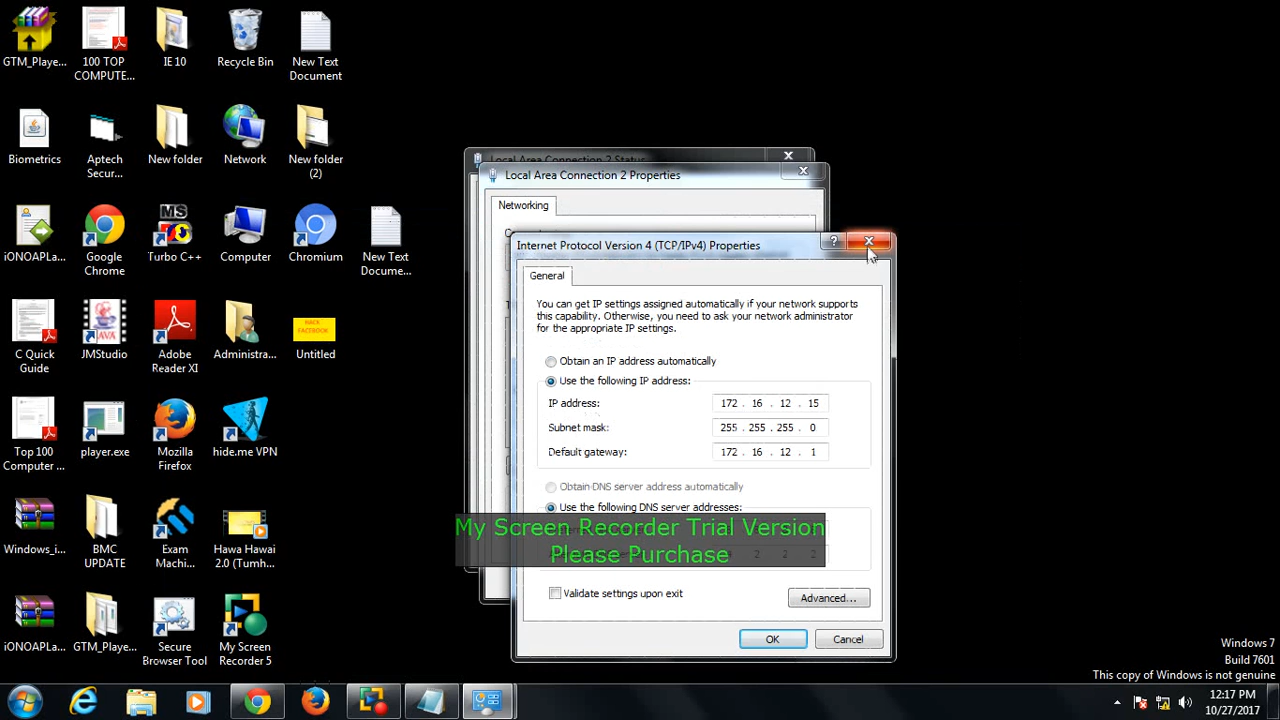 GTM_Playe...
100 TOP
COMPUTE...
IE 10
Recycle Bin
New Text
Document
Biometrics
Aptech
Secur...
New folder
Network
New folder
(2)
IONOAPLa...
Google
Chrome
Turbo C++
Computer
Chromium
New Text
Docume...
C Quick
Guide
JMStudio
Adobe
Reader XI
Administra...
HACK
FACEBOOK
Untitled
Top 100
Computer ...
player.exe
Mozilla
Firefox
hide.me VPN
Windows_i...
BMC
UPDATE
Exam
Machi...
Hawa Hawai
2.0 (Tumh...
iONOAPLa...
GTM_Playe...
Secure
Browser Tool
My Screen
Recorder 5
Local Area Connection 2 Status
Local Area Connection 2 Properties
Networking
Internet Protocol Version 4 (TCP/IPv4) Properties
General
You can get IP settings assigned automatically if your network supports
this capability. Otherwise, you need to ask your network administrator
for the appropriate IP settings.
Obtain an IP address automatically
Use the following IP address:
IP address: 172 . 16 . 12 . 15
Subnet mask: 255 . 255 . 255 . 0
Default gateway: 172 . 16 . 12 . 1
Obtain DNS server address automatically
Use the following DNS server addresses:
My Screen Recorder Trial Version
Please Purchase
Validate settings upon exit
Advanced...
OK
Cancel
Windows 7
Build 7601
This copy of Windows is not genuine
12:17 PM
10/27/2017